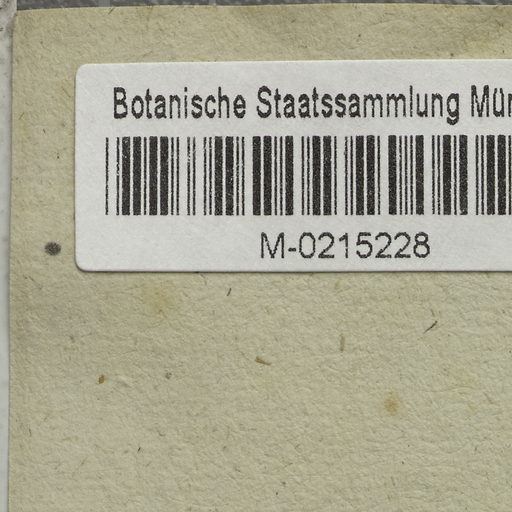 Botanische Staatssammlung Mün
M-0215228